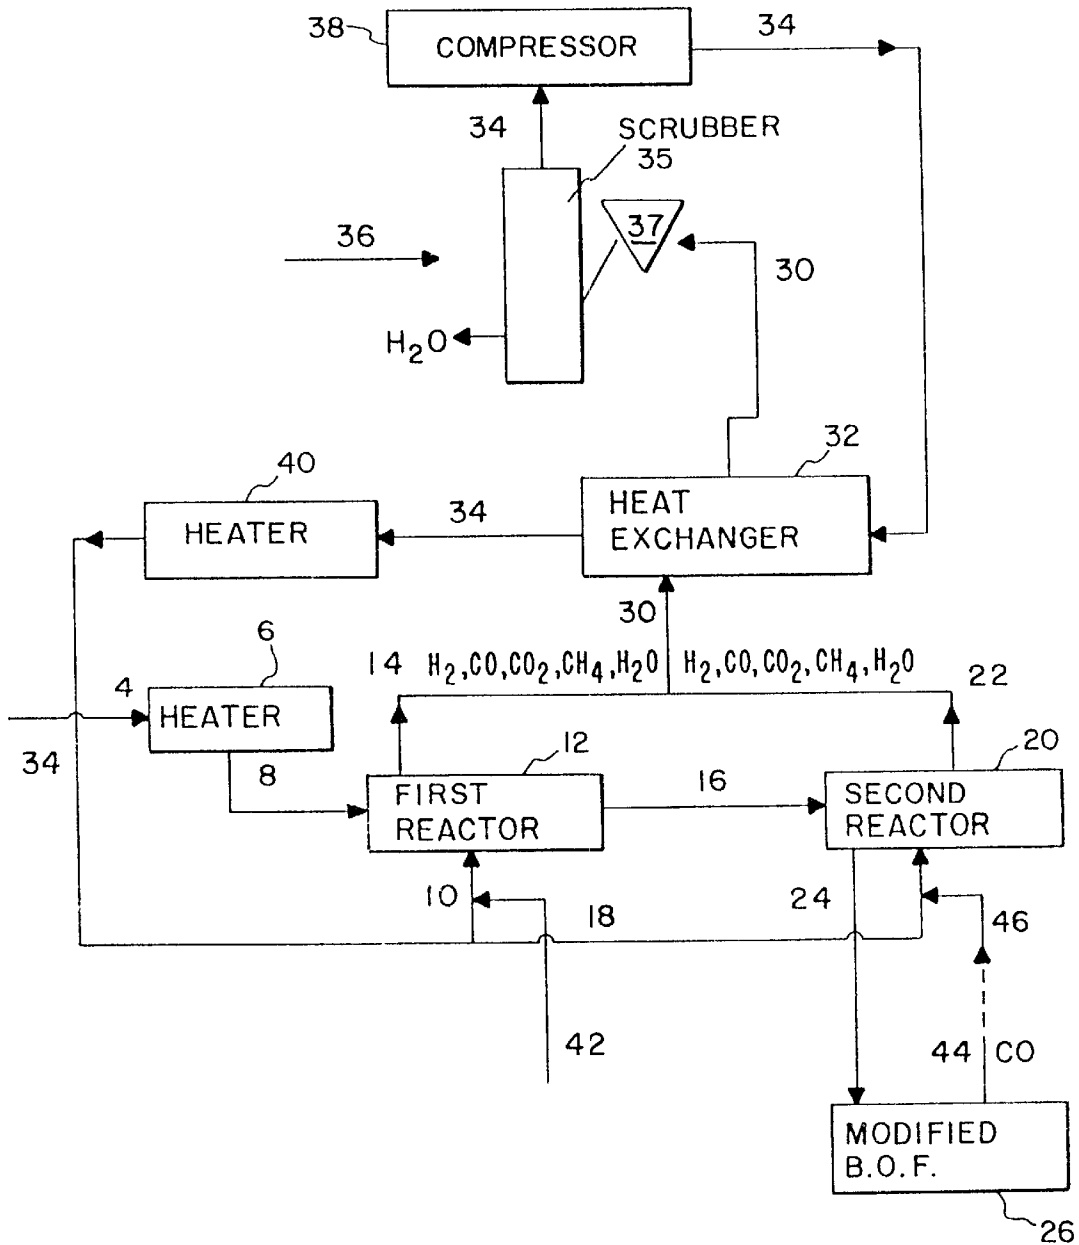 38
COMPRESSOR
34
34
SCRUBBER
35
36
37
30
H2O
32
40
HEATER
34
HEAT
EXCHANGER
30
6
14
H2, CO, CO2, CH4, H2O
H2, CO, CO2, CH4, H2O
22
4
HEATER
34
8
12
20
FIRST
REACTOR
16
SECOND
REACTOR
10
18
24
46
42
44
CO
MODIFIED
B.O.F.
26